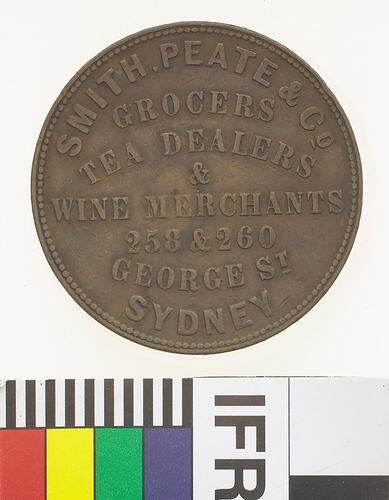 SMITH, PEATE & Co
GROCERS
TEA DEALERS
&
WINE MERCHANTS
258 & 260
GEORGE ST
SYDNEY
IFR